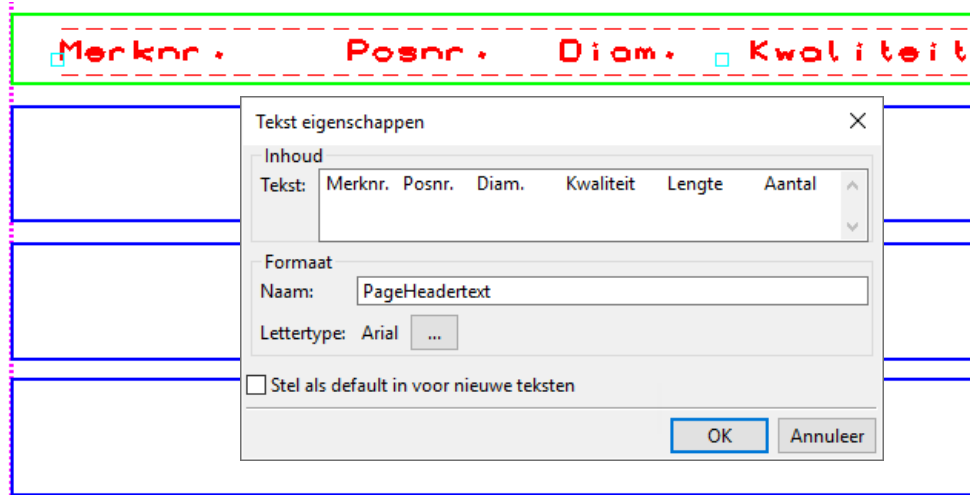 Merknr. Posnr. Diam. Kwaliteit
Tekst eigenschappen
Inhoud
Tekst: Merknr. Posnr. Diam. Kwaliteit Lengte Aantal
Formaat
Naam: PageHeadertext
Lettertype: Arial ...
Stel als default in voor nieuwe teksten
OK Annuleer